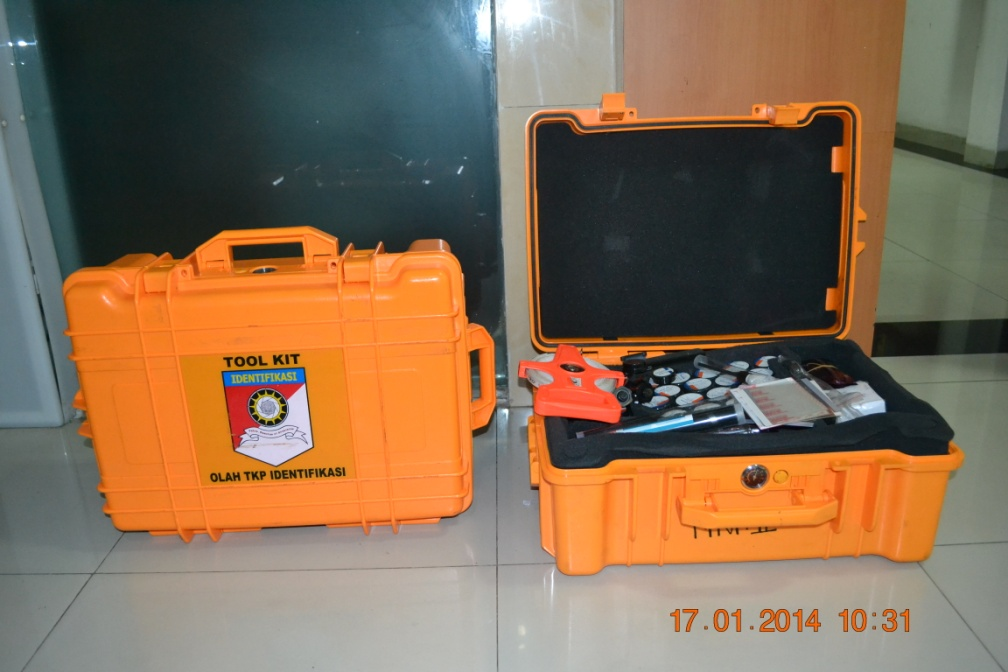 TOOL KIT
IDENTIFIKASI
OLAH TKP IDENTIFIKASI
17.01.2014 10:31